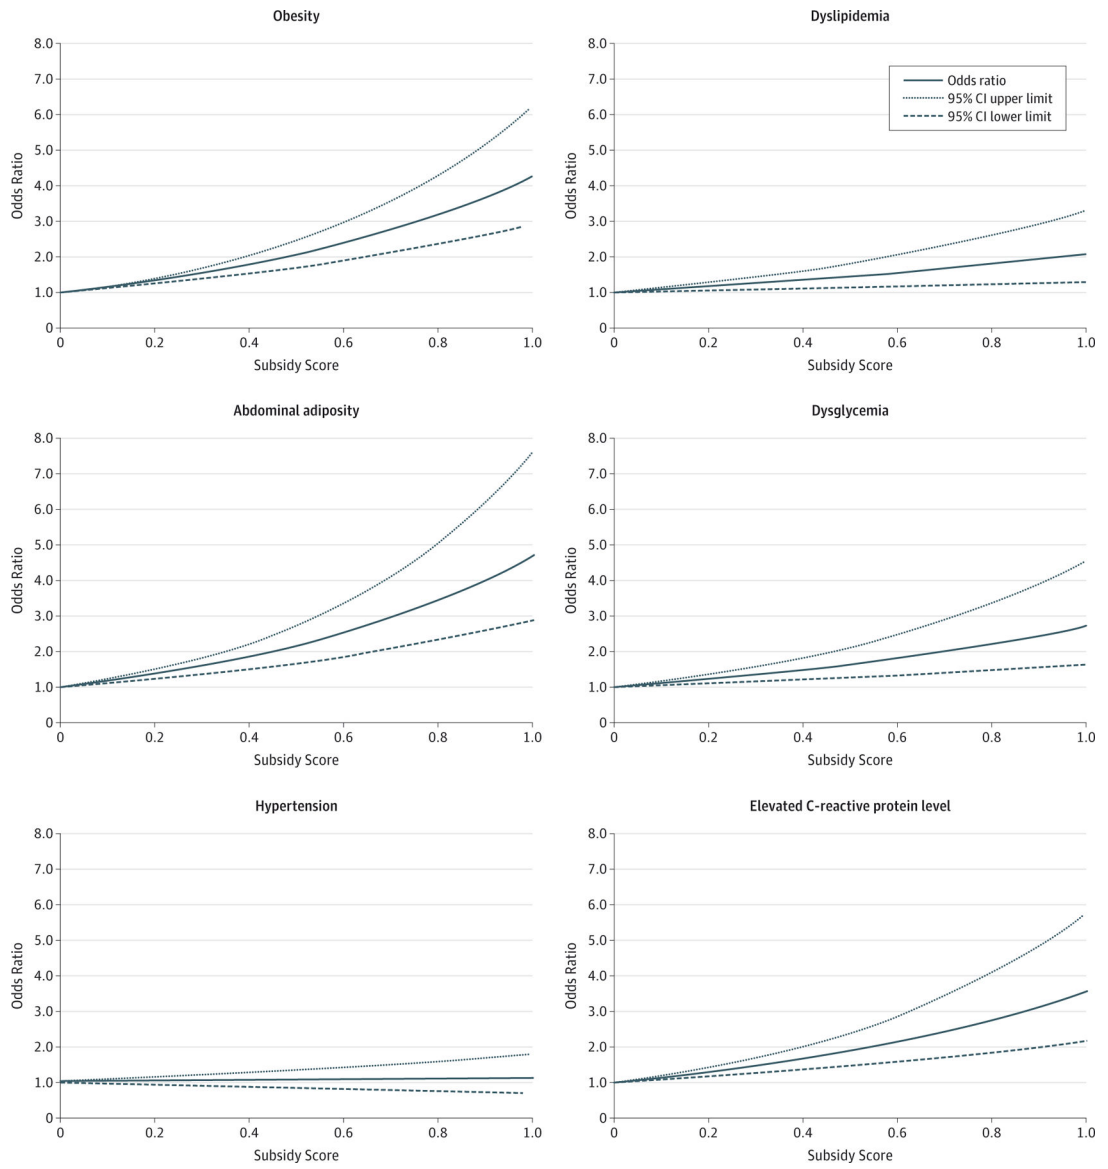 Obesity
8.0
7.0
6.0
5.0
4.0
3.0
2.0
1.0
0
Odds Ratio
0 0.2 0.4 0.6 0.8 1.0
Subsidy Score
Dyslipidemia
8.0
7.0
6.0
5.0
4.0
3.0
2.0
1.0
0
Odds Ratio
Odds ratio
95% CI upper limit
95% CI lower limit
0 0.2 0.4 0.6 0.8 1.0
Subsidy Score
Abdominal adiposity
8.0
7.0
6.0
5.0
4.0
3.0
2.0
1.0
0
Odds Ratio
0 0.2 0.4 0.6 0.8 1.0
Subsidy Score
Dysglycemia
8.0
7.0
6.0
5.0
4.0
3.0
2.0
1.0
0
Odds Ratio
0 0.2 0.4 0.6 0.8 1.0
Subsidy Score
Hypertension
8.0
7.0
6.0
5.0
4.0
3.0
2.0
1.0
0
Odds Ratio
0 0.2 0.4 0.6 0.8 1.0
Subsidy Score
Elevated C-reactive protein level
8.0
7.0
6.0
5.0
4.0
3.0
2.0
1.0
0
Odds Ratio
0 0.2 0.4 0.6 0.8 1.0
Subsidy Score